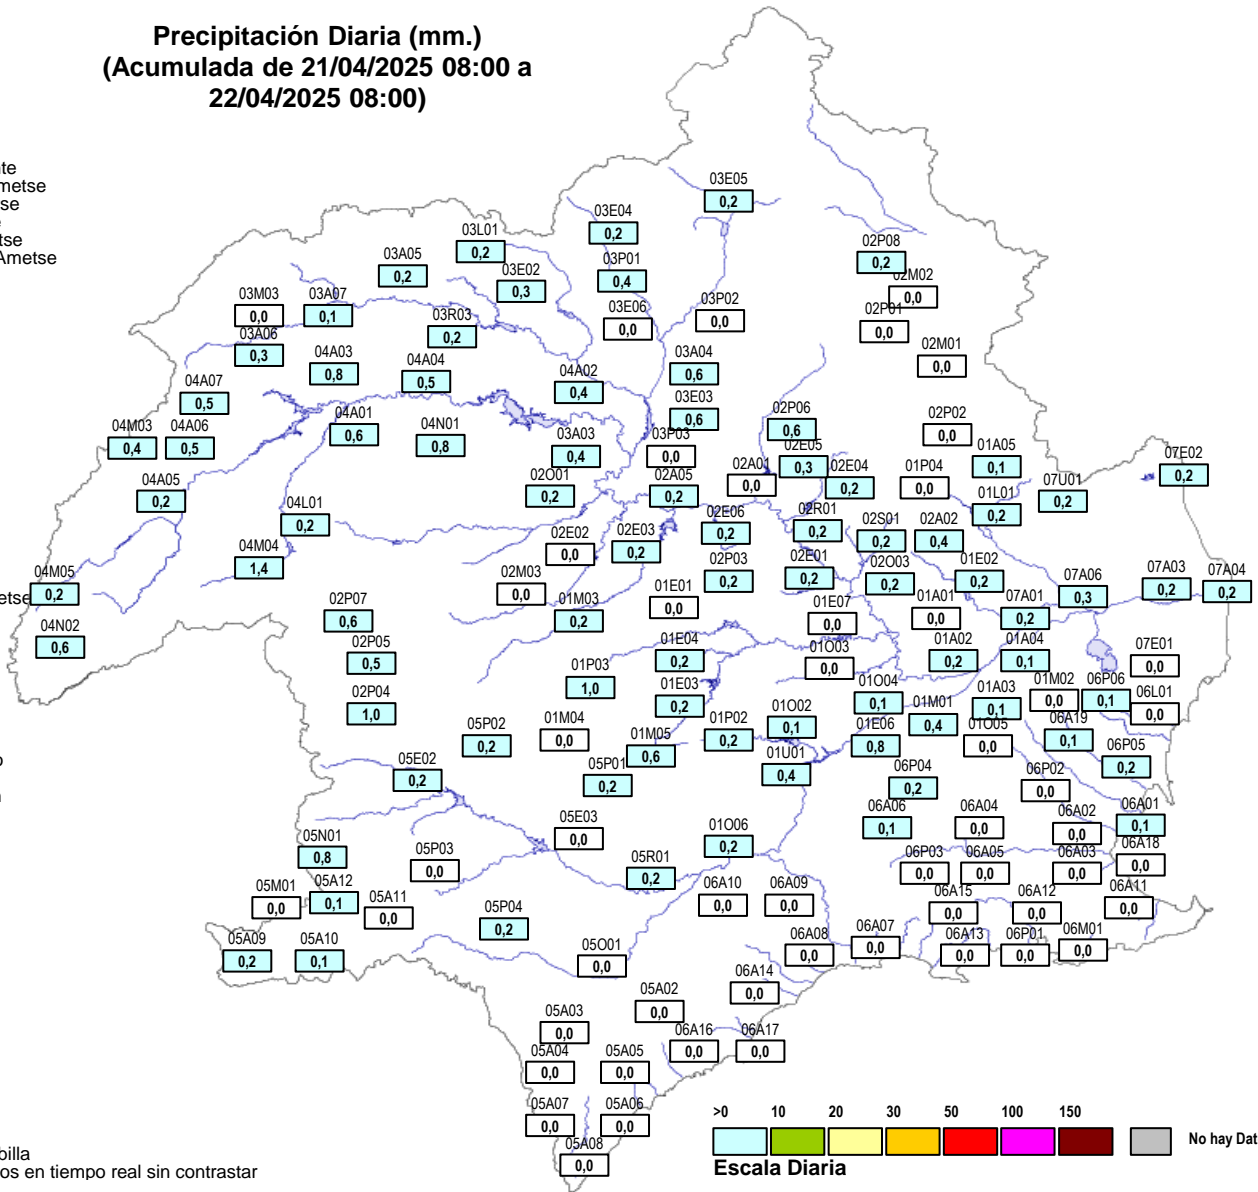 Precipitación Diaria (mm.)
(Acumulada de 21/04/2025 08:00 a
22/04/2025 08:00)
nte
metse
tse
e
tse
Ametse
03E05
0,2
03E04
0,2
03L01
0,2
02P08
0,2
03A05
0,2
03P01
0,4
03E02
0,3
02M02
0,0
03M03
0,0
03A07
0,1
03E06
0,0
03P02
0,0
02P01
0,0
03R03
0,2
03A06
0,3
04A03
0,8
04A04
0,5
03A04
0,6
02M01
0,0
04A02
0,4
04A07
0,5
03E03
0,6
04A01
0,6
02P06
0,6
02P02
0,0
04M03
0,4
04A06
0,5
04N01
0,8
03A03
0,4
03P03
0,0
02E05
0,3
01A05
0,1
07E02
0,2
02A01
0,0
02E04
0,2
01P04
0,0
02O01
0,2
02A05
0,2
07U01
0,2
04A05
0,2
01L01
0,2
04L01
0,2
02E06
0,2
02R01
0,2
02S01
0,2
02A02
0,4
02E02
0,0
02E03
0,2
04M04
1,4
02P03
0,2
02E01
0,2
02O03
0,2
01E02
0,2
04M05
0,2
etse
02M03
0,0
01E01
0,0
07A06
0,3
07A03
0,2
07A04
0,2
02P07
0,6
01M03
0,2
01E07
0,0
01A01
0,0
07A01
0,2
04N02
0,6
02P05
0,5
01E04
0,2
01O03
0,0
01A02
0,2
01A04
0,1
07E01
0,0
01P03
1,0
02P04
1,0
01E03
0,2
01O04
0,1
01A03
0,1
01M02
0,0
06P06
0,1
06L01
0,0
05P02
0,2
01M04
0,0
01P02
0,2
01O02
0,1
01M01
0,4
01E06
0,8
01O05
0,0
06A19
0,1
01M05
0,6
o
n
05E02
0,2
05P01
0,2
01U01
0,4
06P04
0,2
06P02
0,0
06P05
0,2
05E03
0,0
01O06
0,2
06A06
0,1
06A04
0,0
06A02
0,0
06A01
0,1
05N01
0,8
05P03
0,0
05R01
0,2
06P03
0,0
06A05
0,0
06A03
0,0
06A18
0,0
05M01
0,0
05A12
0,1
05A11
0,0
06A10
0,0
06A09
0,0
06A15
0,0
06A12
0,0
06A11
0,0
05P04
0,2
05A09
0,2
05A10
0,1
05O01
0,0
06A08
0,0
06A07
0,0
06A13
0,0
06P01
0,0
06M01
0,0
06A14
0,0
05A02
0,0
05A03
0,0
06A16
0,0
06A17
0,0
05A04
0,0
05A05
0,0
05A07
0,0
05A06
0,0
05A08
0,0
>0 10 20 30 50 100 150
No hay Dat
Escala Diaria
billa
os en tiempo real sin contrastar